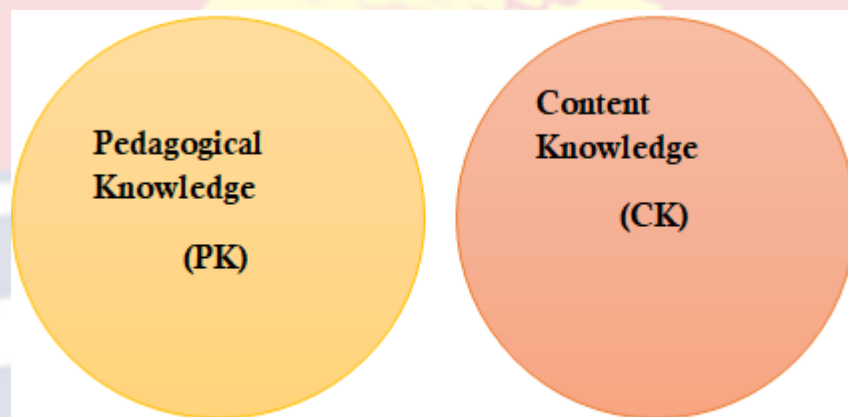 Pedagogical
Knowledge
(PK)
Content
Knowledge
(CK)